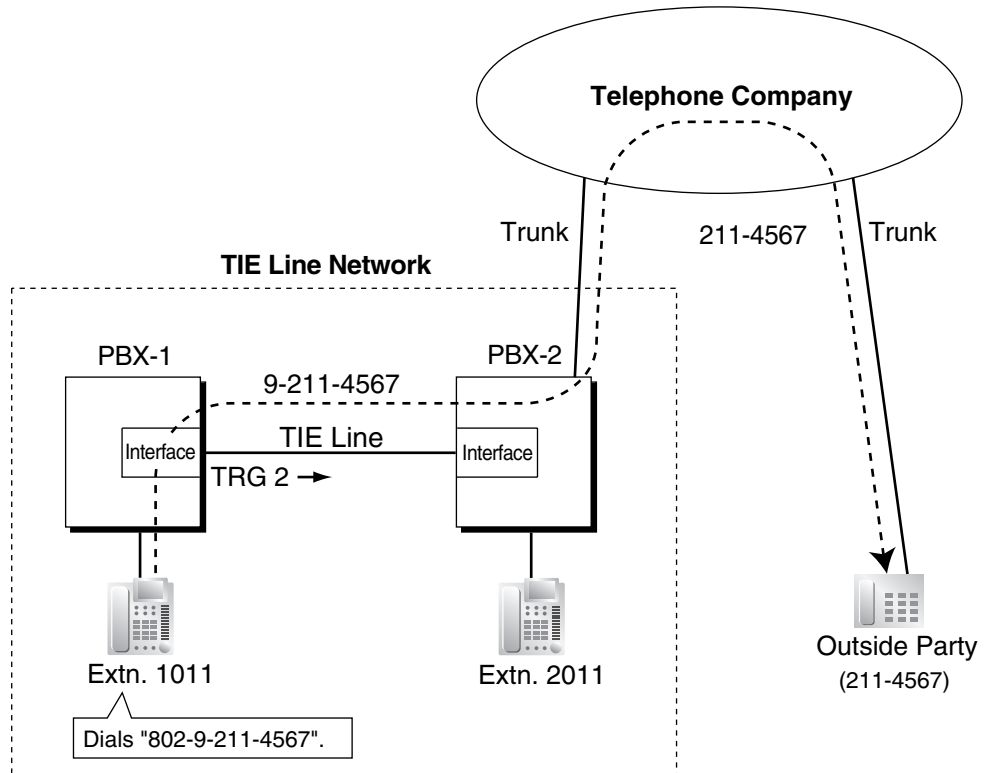 Telephone Company
Trunk
211-4567
Trunk
TIE Line Network
PBX-1
PBX-2
9-211-4567
Interface
TIE Line
Interface
TRG 2 →
Extn. 1011
Extn. 2011
Outside Party
(211-4567)
Dials "802-9-211-4567".